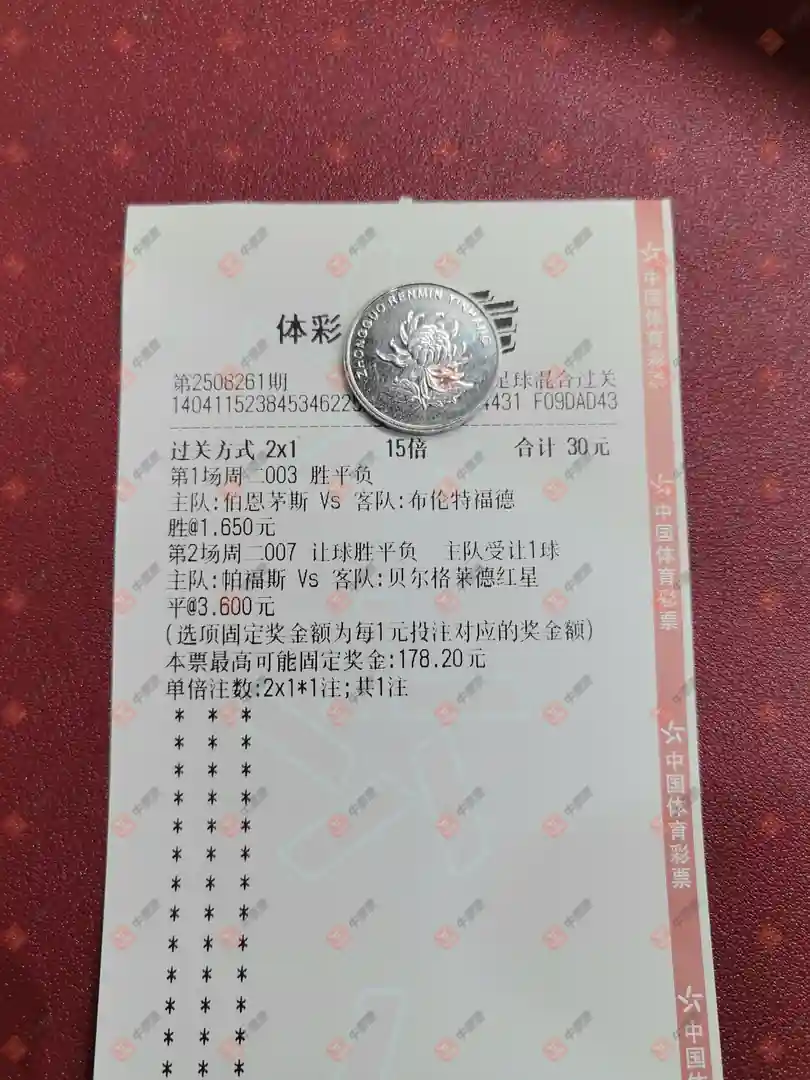 体彩
ZHONGGUO RENMIN YINHANG
第2508261期 足球混合过关
14041152384534622 4431 F09DAD43
过关方式 2x1 15倍 合计 30元
第1场周二003 胜平负
主队:伯恩茅斯 Vs 客队:布伦特福德
胜@1.650元
第2场周二007 让球胜平负 主队受让1球
主队:帕福斯 Vs 客队:贝尔格莱德红星
平@3.600元
(选项固定奖金额为每1元投注对应的奖金额)
本票最高可能固定奖金:178.20元
单倍注数:2x1*1注;共1注
* * *
* * *
* * *
* * *
* * *
* * *
* * *
* * *
* * *
* * *
* * *
* * *
* * *
中国体育彩票
中国体育彩票
中国体育彩票
中国体